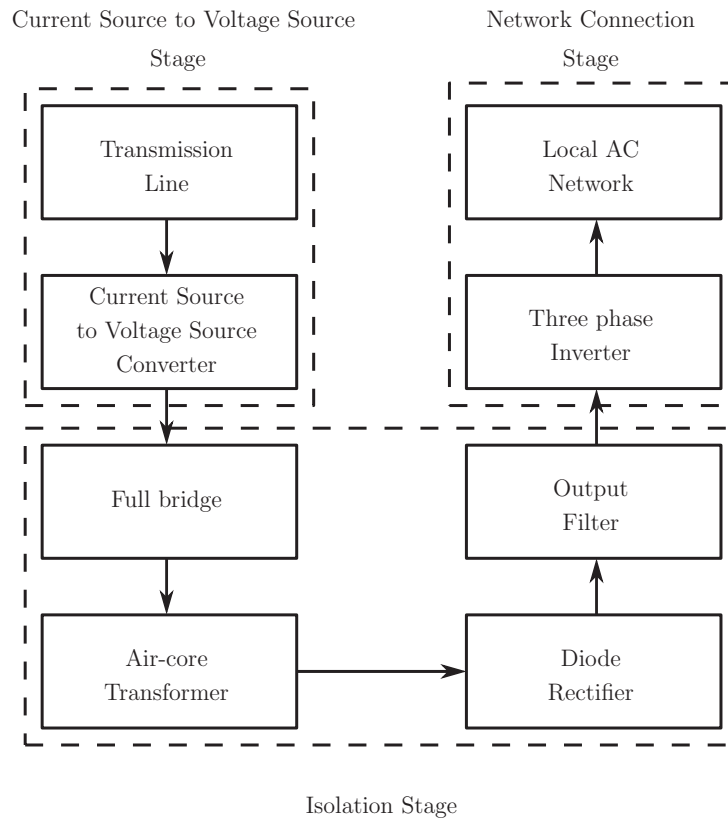 Current Source to Voltage Source
Stage
Transmission
Line
Current Source
to Voltage Source
Converter
Network Connection
Stage
Local AC
Network
Three phase
Inverter
Full bridge
Air-core
Transformer
Output
Filter
Diode
Rectifier
Isolation Stage